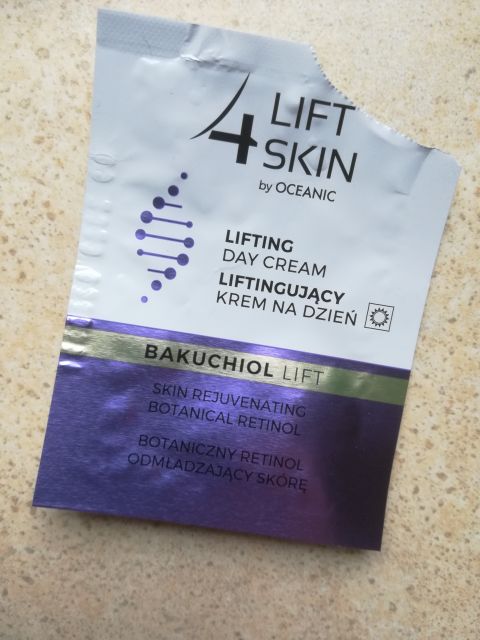 LIFT
4 SKIN
by OCEANIC
LIFTING
DAY CREAM
LIFTINGUJĄCY
KREM NA DZIEŃ
BAKUCHIOL LIFT
SKIN REJUVENATING
BOTANICAL RETINOL
BOTANICZNY RETINOL
ODMŁADZAJĄCY SKÓRĘ